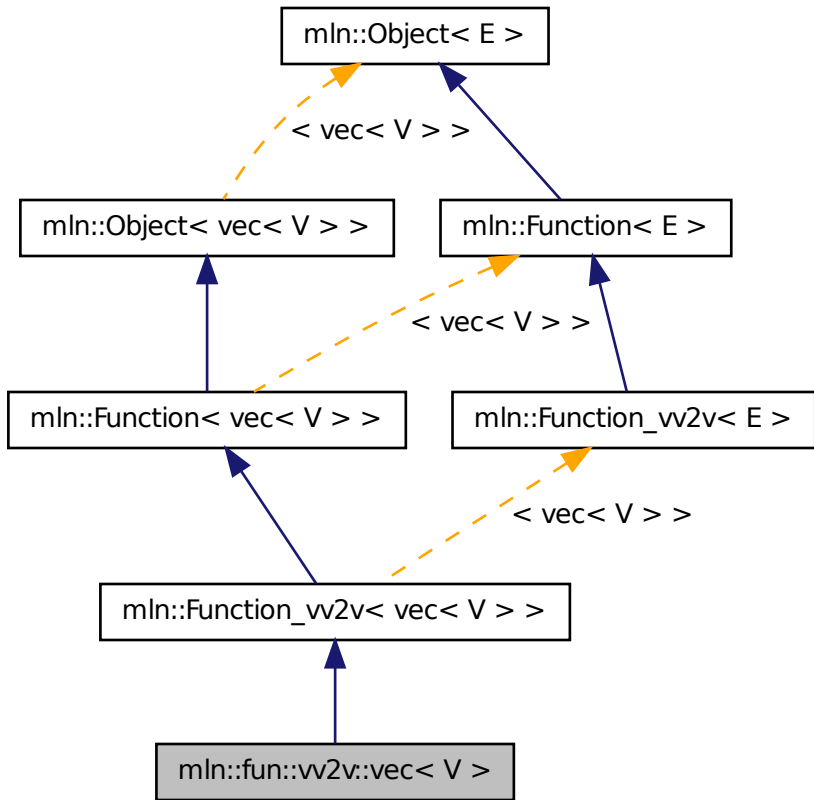 mln::Object< E >
< vec< V > >
mln::Object< vec< V > >
mln::Function< E >
< vec< V > >
mln::Function< vec< V > >
mln::Function_vv2v< E >
< vec< V > >
mln::Function_vv2v< vec< V > >
mln::fun::vv2v::vec< V >